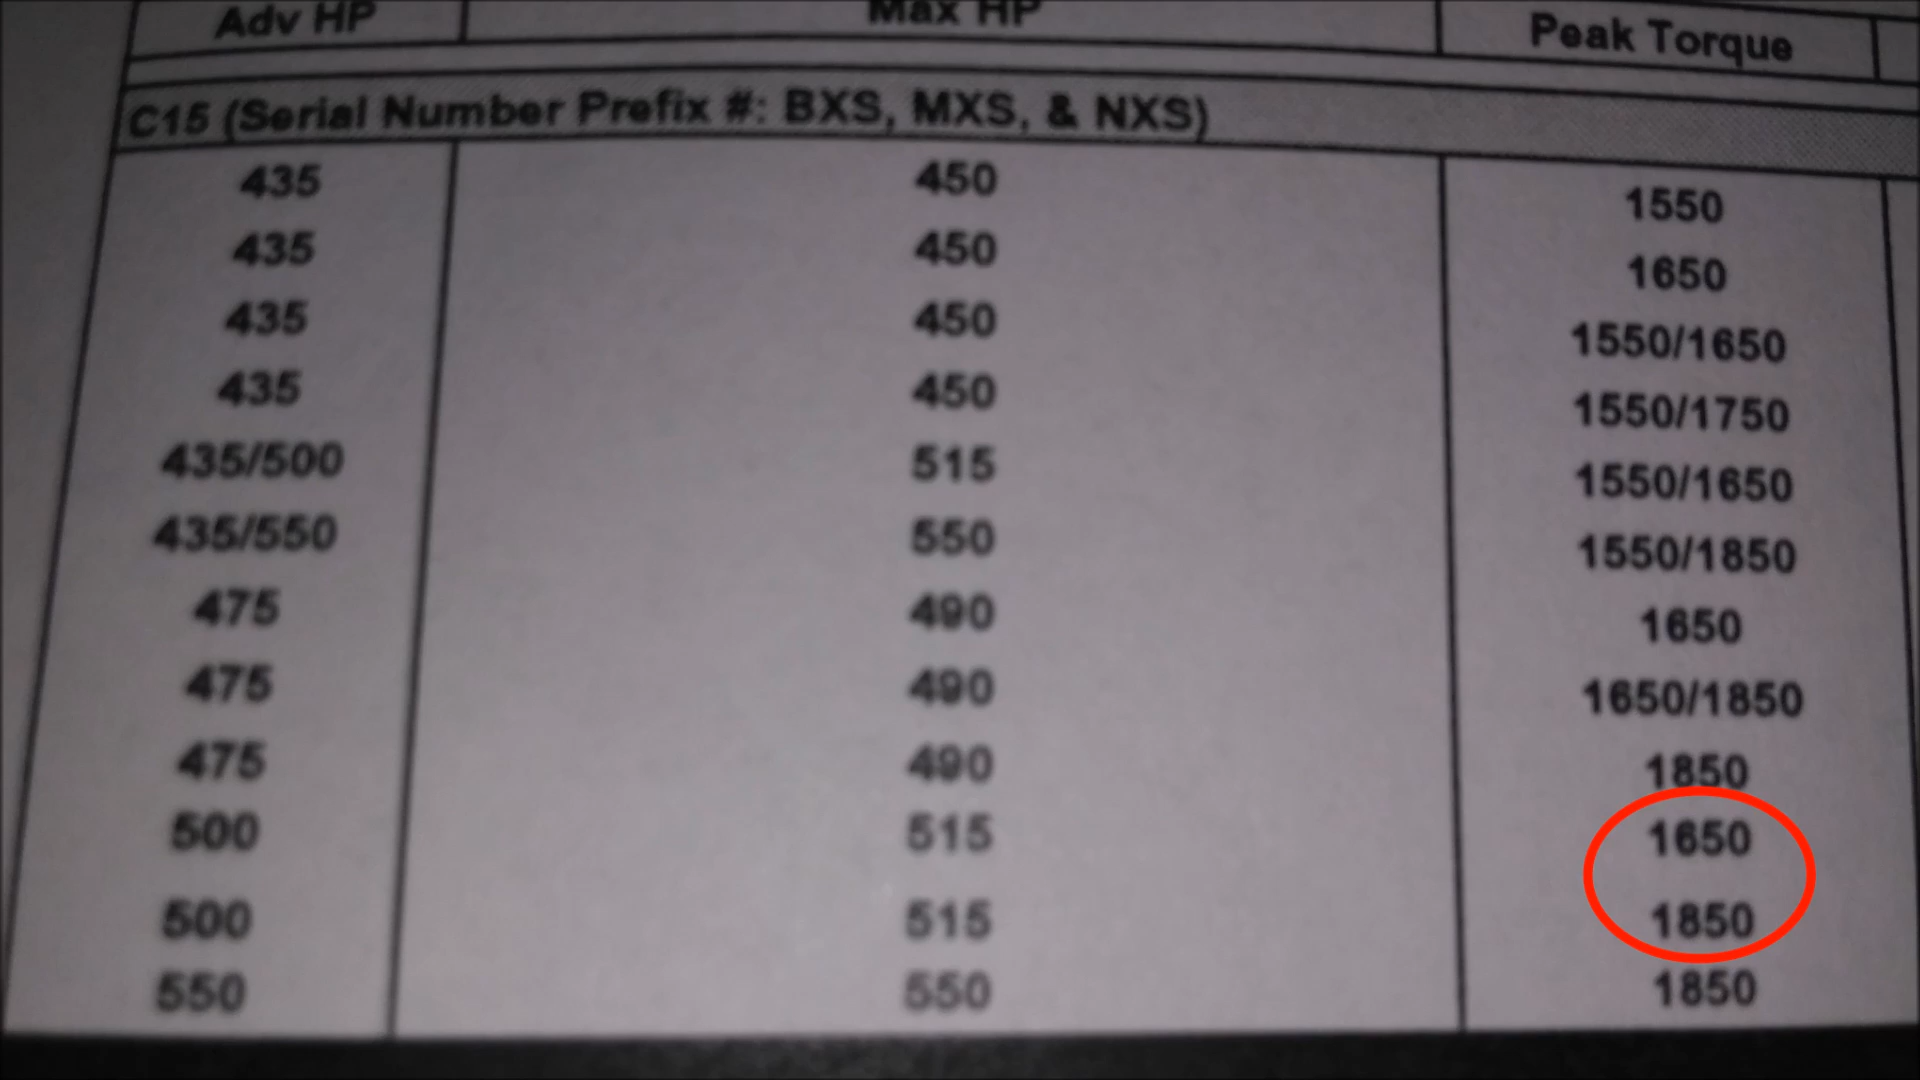 Adv HP Max HP Peak Torque
C15 (Serial Number Prefix #: BXS, MXS, & NXS)
435 450 1550
435 450 1650
435 450 1550/1650
435 450 1550/1750
435/500 515 1550/1650
435/550 550 1550/1850
475 490 1650
475 490 1650/1850
475 490 1850
500 515 1650
500 515 1850
550 550 1850